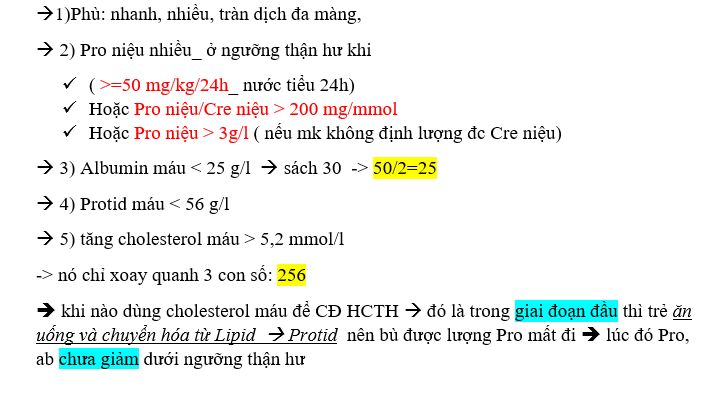 →1)Phù: nhanh, nhiều, tràn dịch đa màng,
→ 2) Pro niệu nhiều_ ở ngưỡng thận hư khi
✓ ( >=50 mg/kg/24h_ nước tiểu 24h)
✓ Hoặc Pro niệu/Cre niệu > 200 mg/mmol
✓ Hoặc Pro niệu > 3g/l ( nếu mk không định lượng đc Cre niệu)
→ 3) Albumin máu < 25 g/l → sách 30 -> 50/2=25
→ 4) Protid máu < 56 g/l
→ 5) tăng cholesterol máu > 5,2 mmol/l
-> nó chỉ xoay quanh 3 con số: 256
➔ khi nào dùng cholesterol máu để CĐ HCTH → đó là trong giai đoạn đầu thì trẻ ăn
uống và chuyển hóa từ Lipid → Protid nên bù được lượng Pro mất đi ➔ lúc đó Pro,
ab chưa giảm dưới ngưỡng thận hư